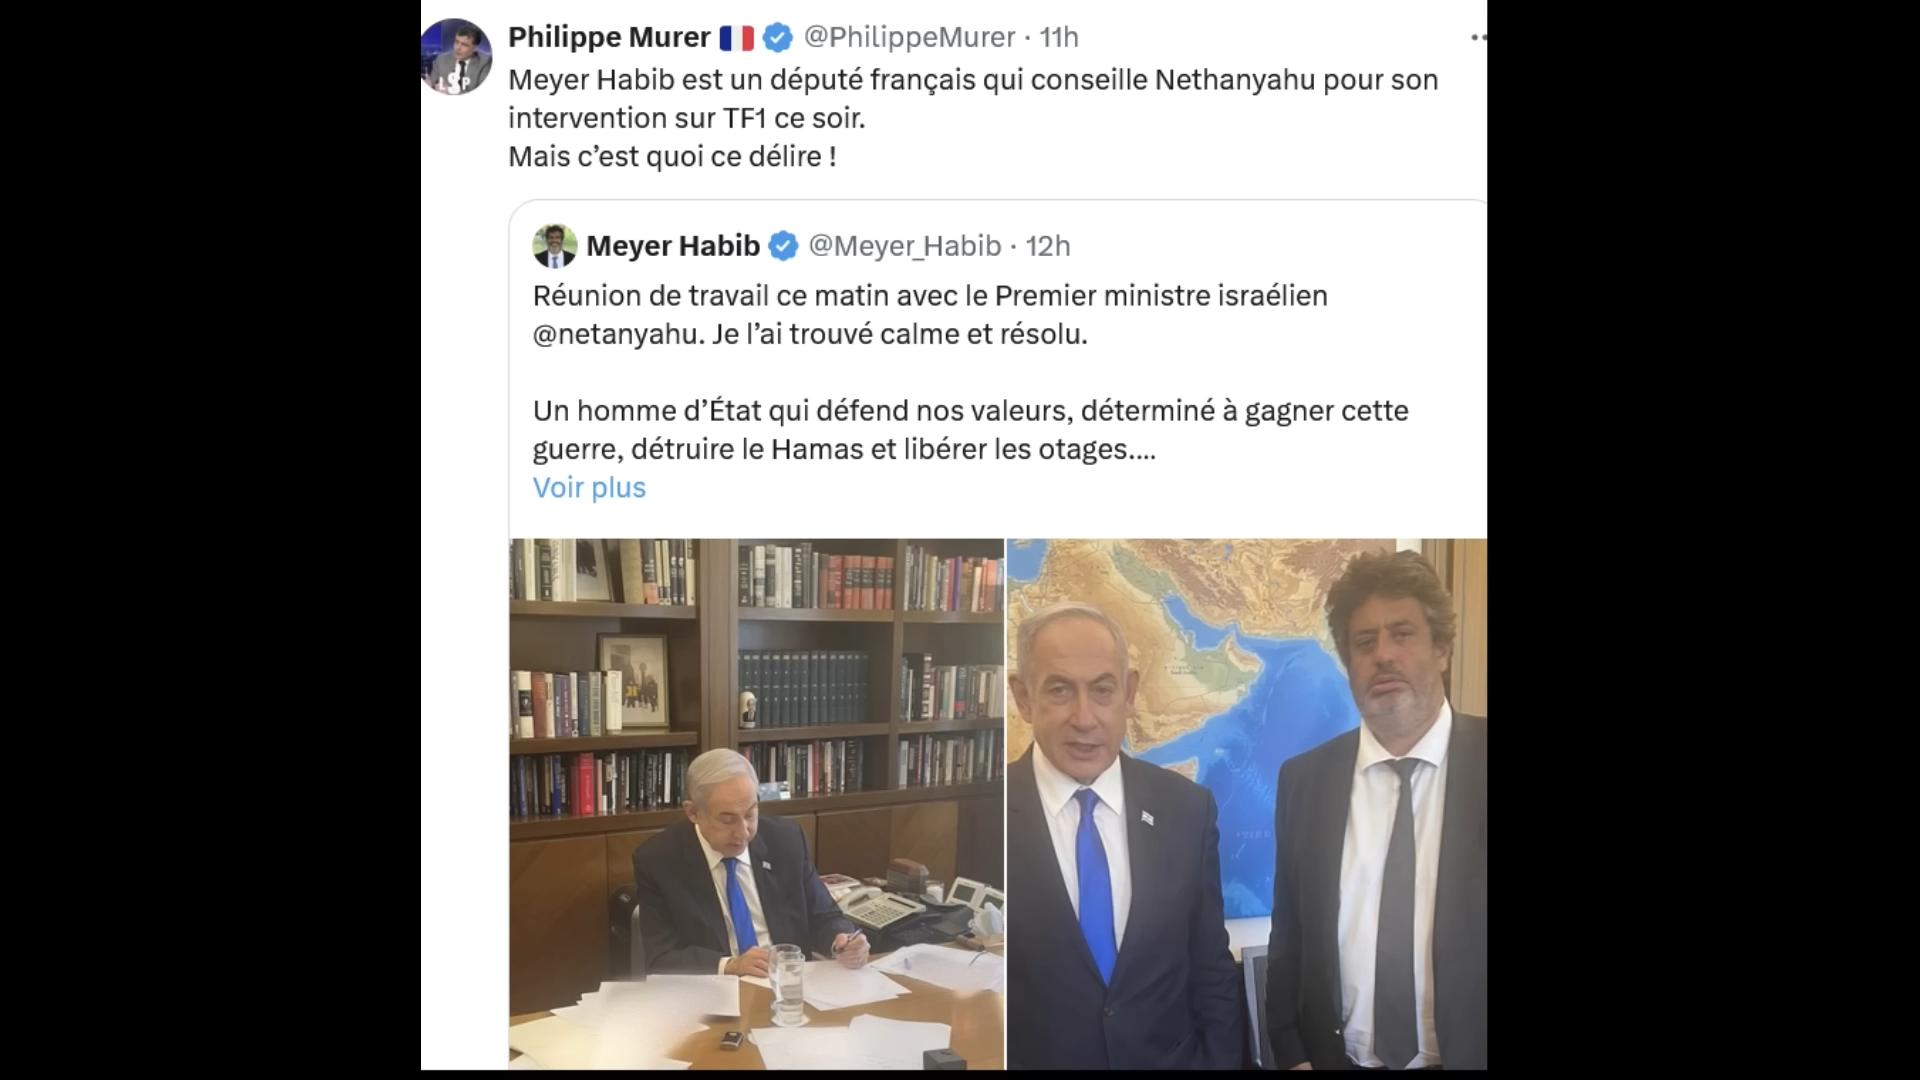 Philippe Murer 🇫🇷 @PhilippeMurer · 11h
Meyer Habib est un député français qui conseille Nethanyahu pour son
intervention sur TF1 ce soir.
Mais c’est quoi ce délire !
Meyer Habib @Meyer_Habib · 12h
Réunion de travail ce matin avec le Premier ministre israélien
@netanyahu. Je l’ai trouvé calme et résolu.
Un homme d’État qui défend nos valeurs, déterminé à gagner cette
guerre, détruire le Hamas et libérer les otages....
Voir plus